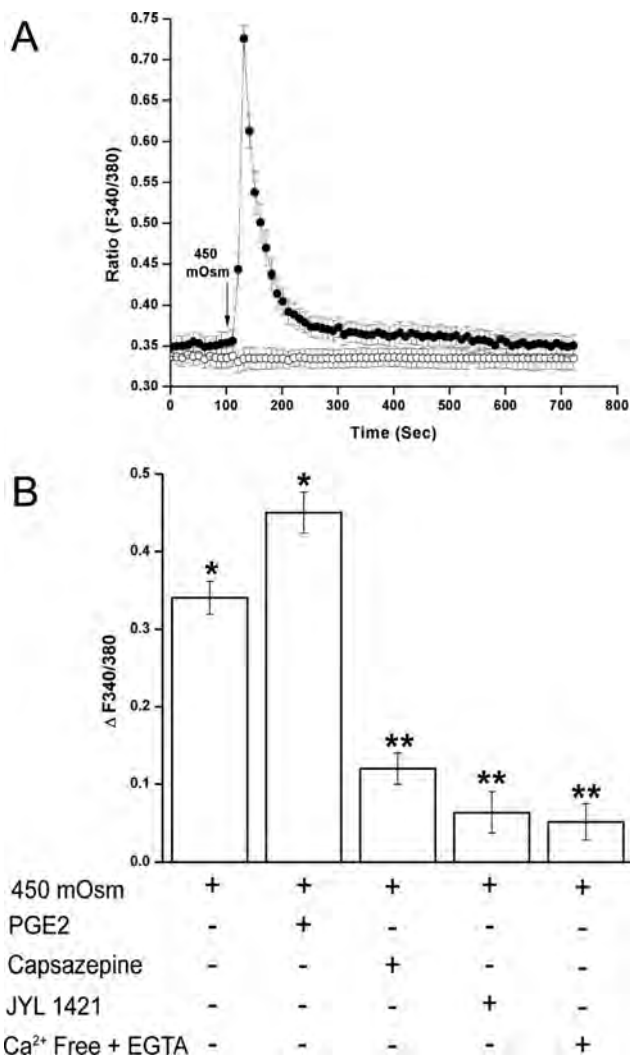 A
0.75
0.70
0.65
0.60
0.55
0.50
0.45
0.40
0.35
0.30
Ratio (F340/380)
450
mOsm
0 100 200 300 400 500 600 700 800
Time (Sec)
B
0.5
0.4
0.3
0.2
0.1
0.0
Δ F340/380
*
*
**
**
**
450 mOsm + + + + +
PGE2 - + - - -
Capsazepine - - + - -
JYL 1421 - - - + -
Ca²⁺ Free + EGTA - - - - +